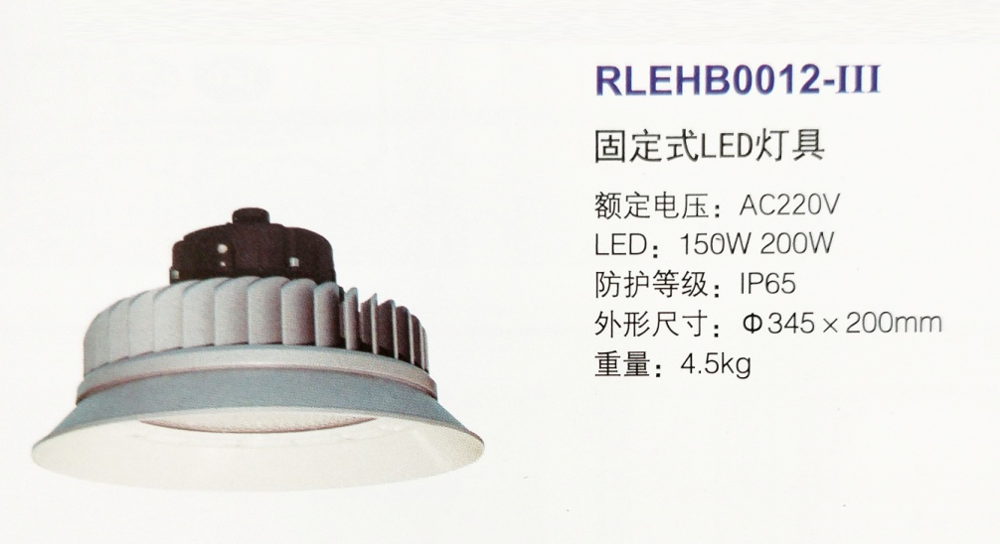 RLEHB0012-III
固定式LED灯具
额定电压：AC220V
LED：150W 200W
防护等级：IP65
外形尺寸：Φ345×200mm
重量：4.5kg